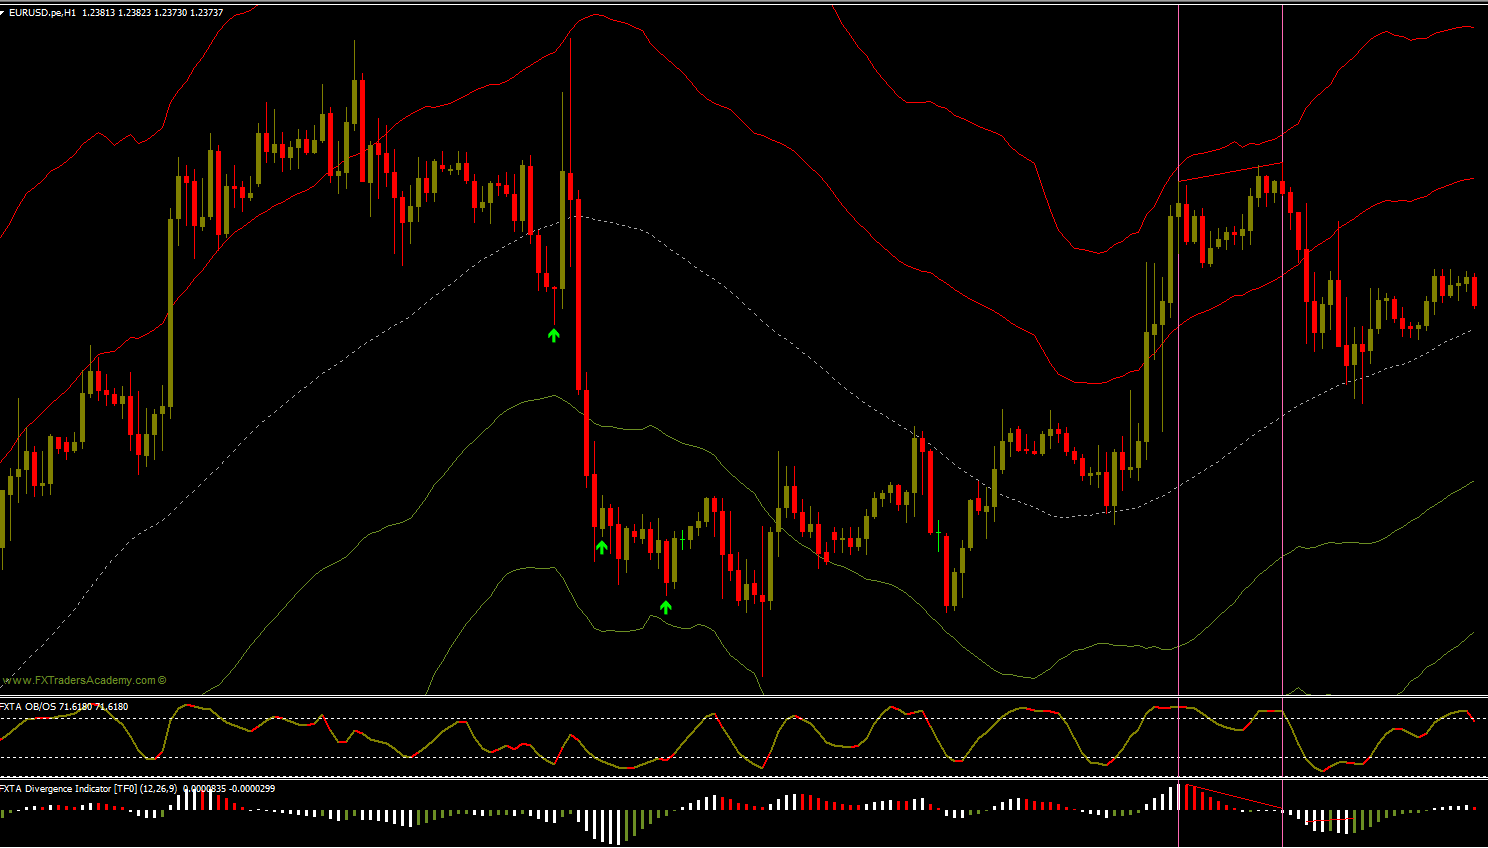 EURUSD.pe,H1 1.23813 1.23823 1.23730 1.23737
www.FXTradersAcademy.com ©
FXTA OB/OS 71.6180 71.6180
FXTA Divergence Indicator [TF0] (12,26,9) 0.0000835 -0.0000299